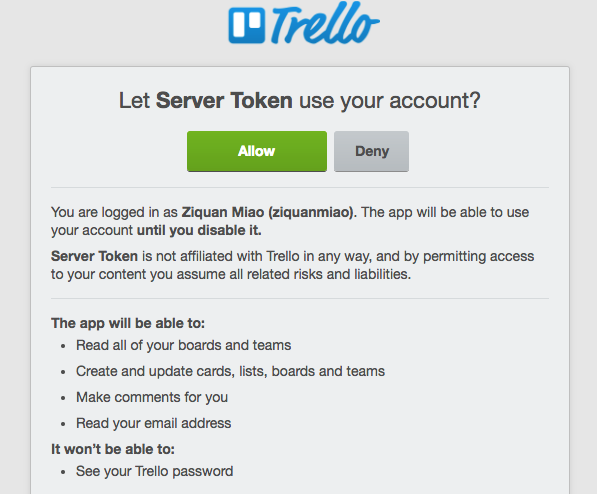 Trello
Let Server Token use your account?
Allow
Deny
You are logged in as Ziquan Miao (ziquanmiao). The app will be able to use
your account until you disable it.
Server Token is not affiliated with Trello in any way, and by permitting access
to your content you assume all related risks and liabilities.
The app will be able to:
• Read all of your boards and teams
• Create and update cards, lists, boards and teams
• Make comments for you
• Read your email address
It won't be able to:
• See your Trello password